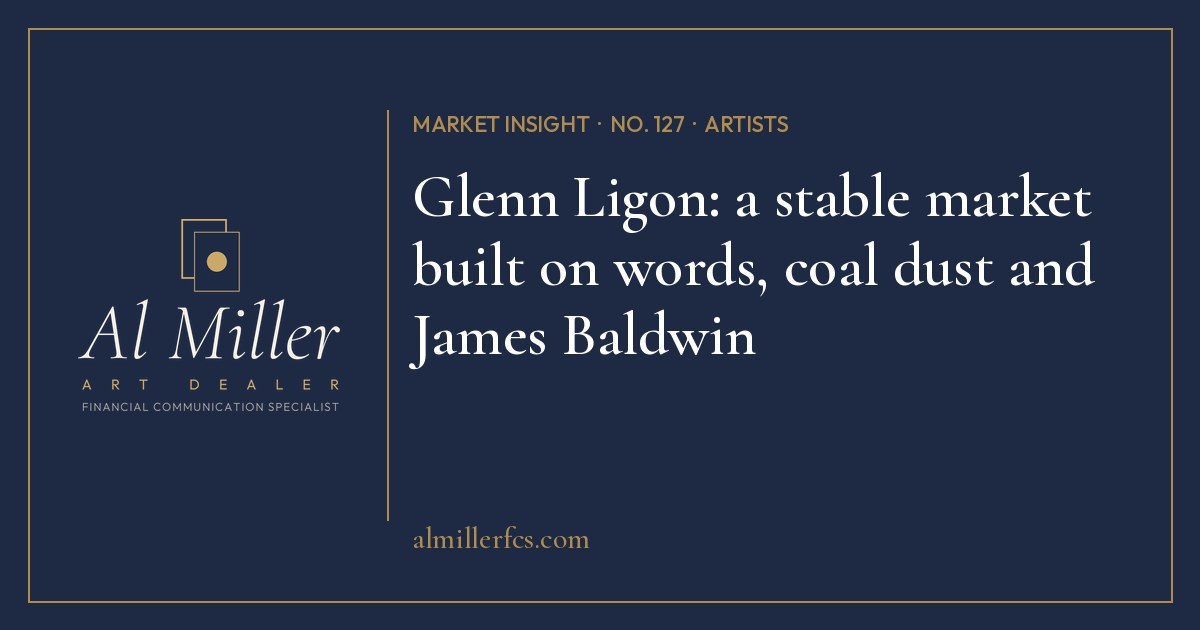 MARKET INSIGHT · NO. 127 · ARTISTS
Glenn Ligon: a stable market
built on words, coal dust and
James Baldwin
Al Miller
ART DEALER
FINANCIAL COMMUNICATION SPECIALIST
almillerfcs.com